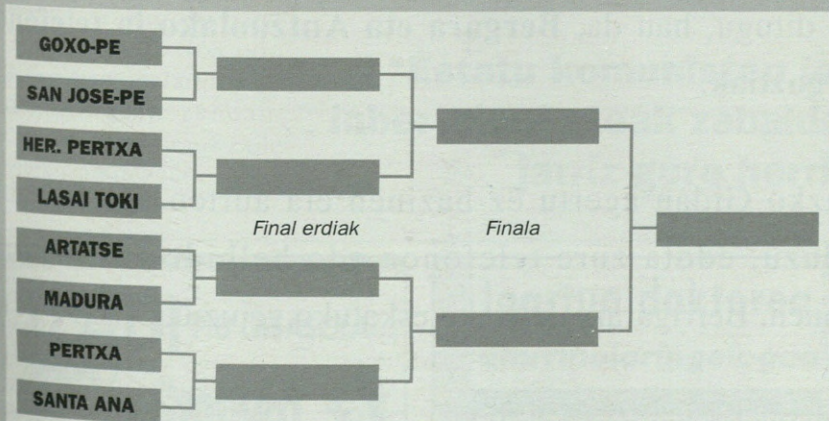 GOXO-PE
SAN JOSE-PE
HER. PERTXA
LASAI TOKI
Final erdiak
Finala
ARTATSE
MADURA
PERTXA
SANTA ANA